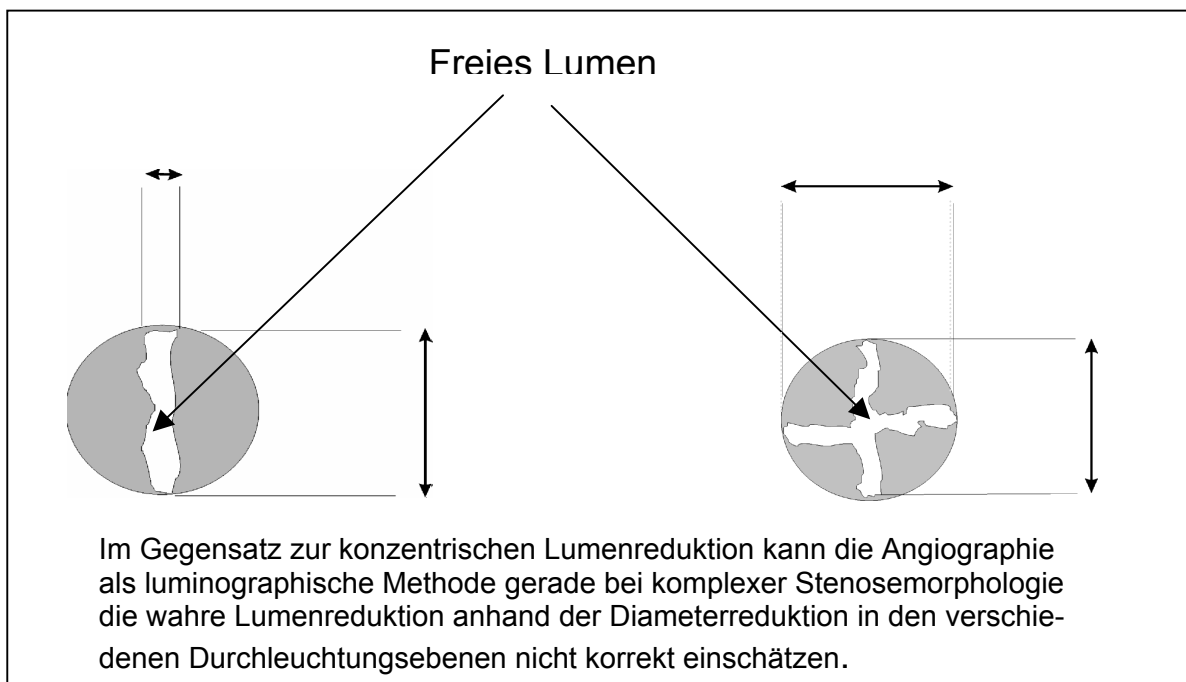 Freies Lumen
Im Gegensatz zur konzentrischen Lumenreduktion kann die Angiographie
als luminographische Methode gerade bei komplexer Stenosemorphologie
die wahre Lumenreduktion anhand der Diameterreduktion in den verschie-
denen Durchleuchtungsebenen nicht korrekt einschätzen.